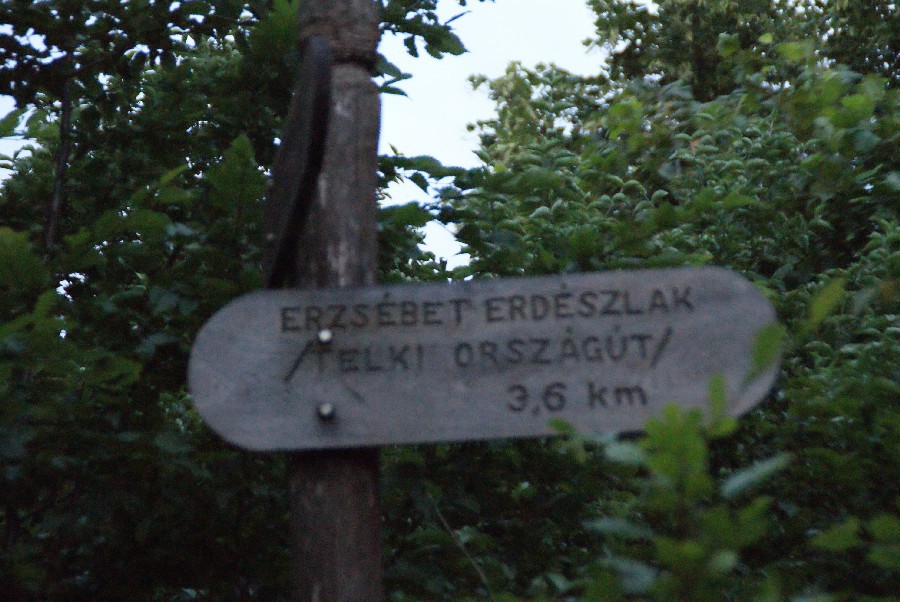 ERZSÉBET ERDÉSZLAK
/TELKI ORSZÁGÚT/
3,6 km